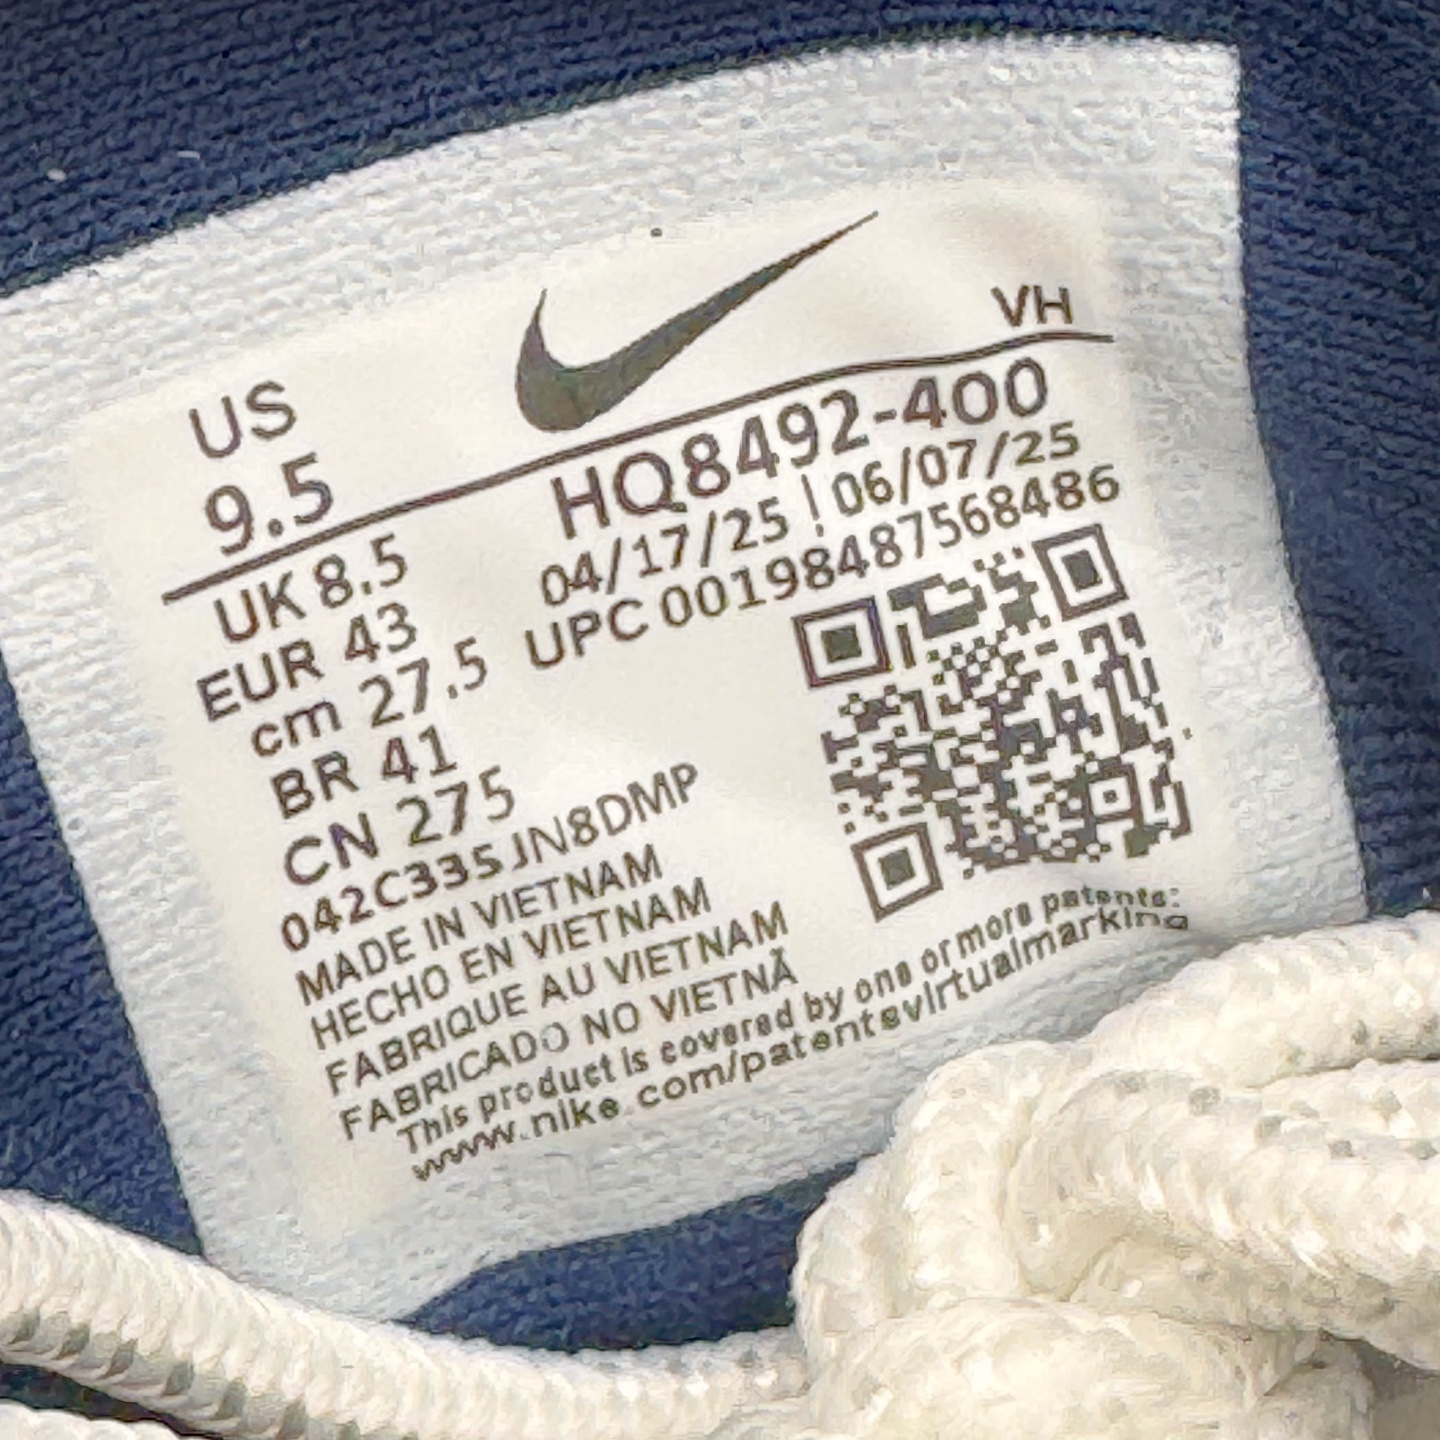 VH
US
9.5
HQ8492-400
04/17/25 | 06/07/25
UPC 00198487568486
UK 8.5
EUR 43
cm 27.5
BR 41
CN 275
042C335JN8DMP
MADE IN VIETNAM
HECHO EN VIETNAM
FABRIQUE AU VIETNAM
FABRICADO NO VIETNÃ
This product is covered by one or more patents:
www.nike.com/patentsvirtualmarking